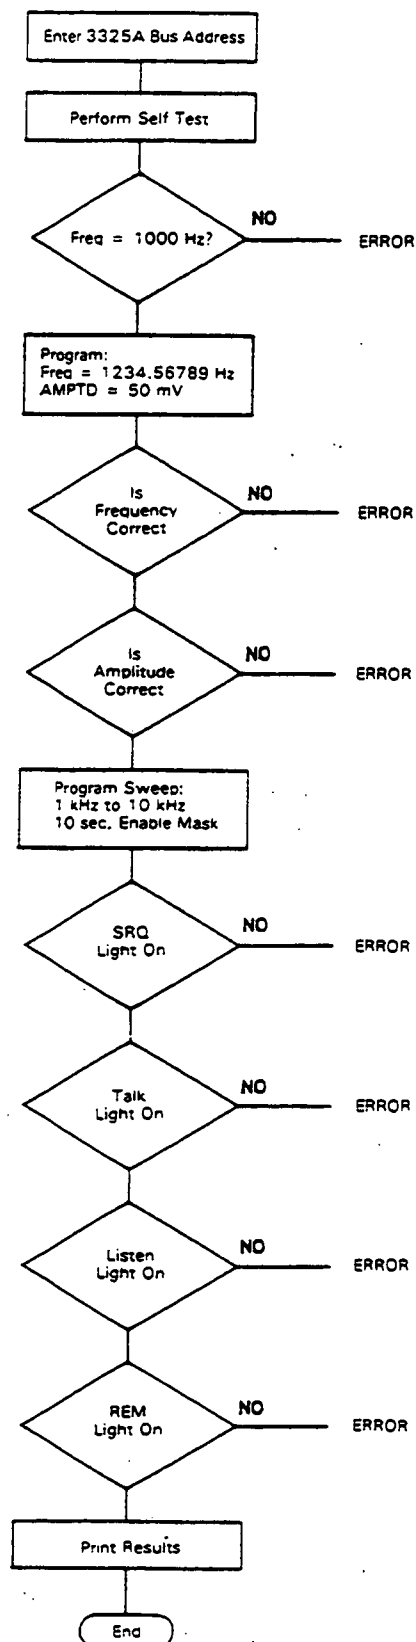 Enter 3325A Bus Address
Perform Self Test
Freq = 1000 Hz?
NO
ERROR
Program:
Freq = 1234.56789 Hz
AMPTD = 50 mV
Is
Frequency
Correct
NO
ERROR
Is
Amplitude
Correct
NO
ERROR
Program Sweep:
1 kHz to 10 kHz
10 sec. Enable Mask
SRQ
Light On
NO
ERROR
Talk
Light On
NO
ERROR
Listen
Light On
NO
ERROR
REM
Light On
NO
ERROR
Print Results
End